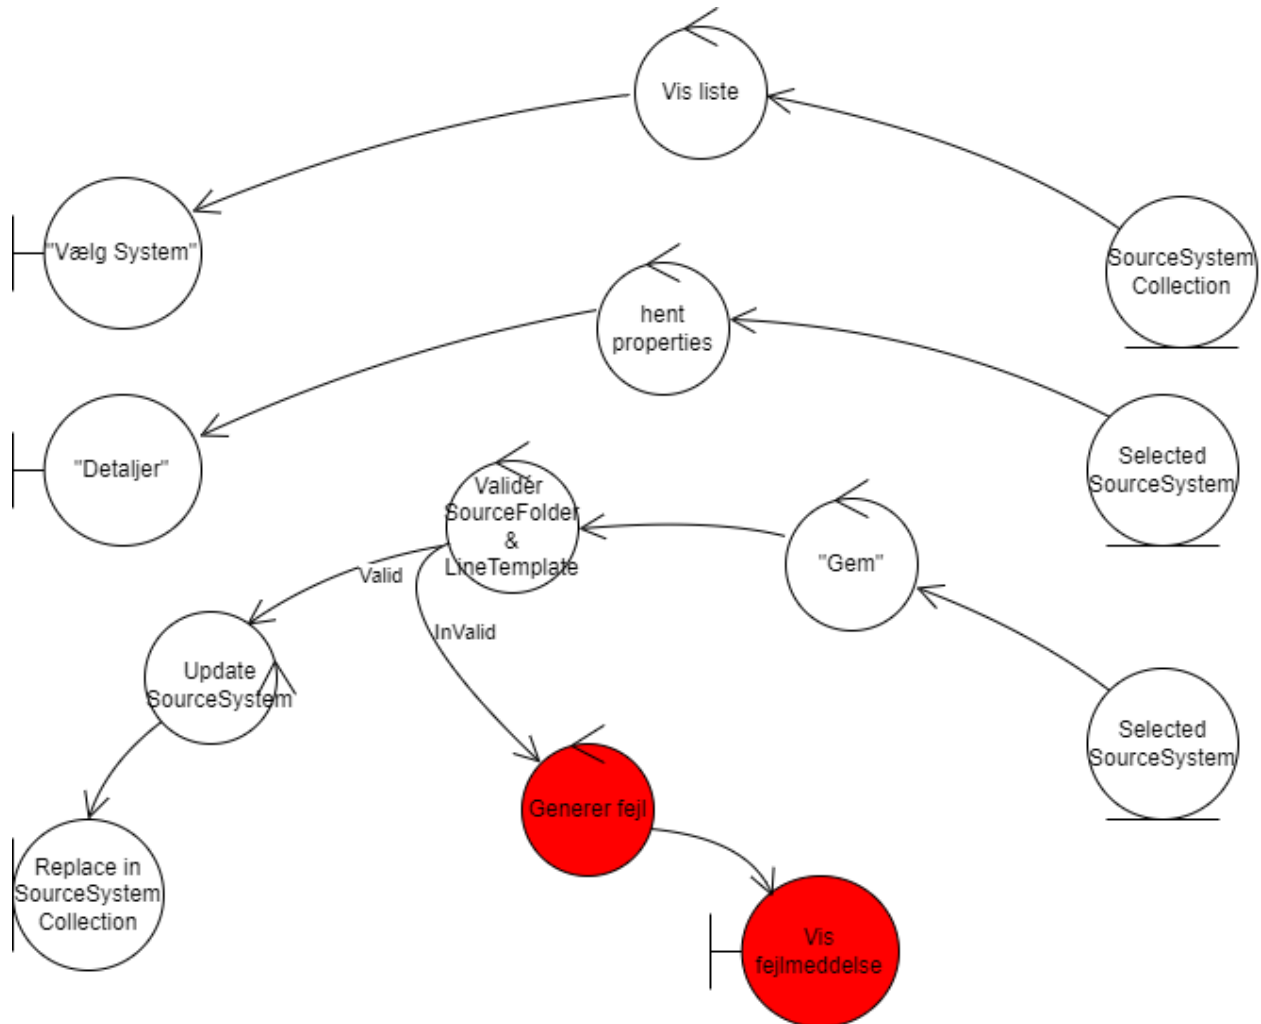 Vis liste
"Vælg System"
SourceSystem
Collection
hent
properties
"Detaljer"
Selected
SourceSystem
Validér
SourceFolder
&
LineTemplate
"Gem"
Valid
InValid
Update
SourceSystem
Selected
SourceSystem
Generer fejl
Replace in
SourceSystem
Collection
Vis
fejlmeddelse